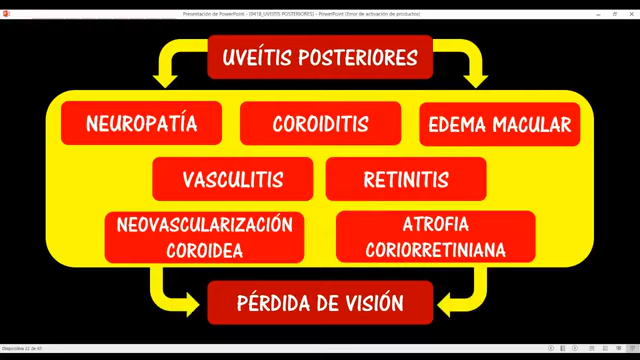 Presentación de PowerPoint - [M18_UVEITIS POSTERIORES] - PowerPoint (Error de activación de productos)
UVEÍTIS POSTERIORES
NEUROPATÍA
COROIDITIS
EDEMA MACULAR
VASCULITIS
RETINITIS
NEOVASCULARIZACIÓN
COROIDEA
ATROFIA
CORIORRETINIANA
PÉRDIDA DE VISIÓN